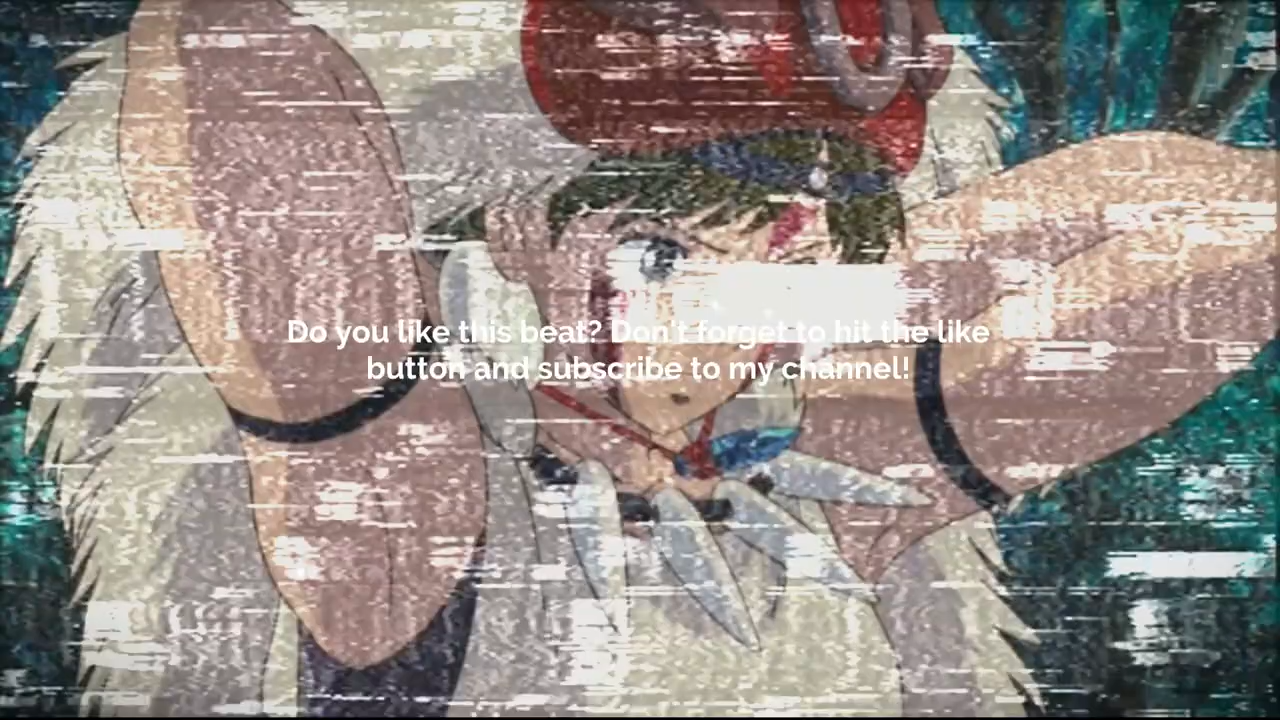 Do you like this beat? Don't forget to hit the like
button and subscribe to my channel!